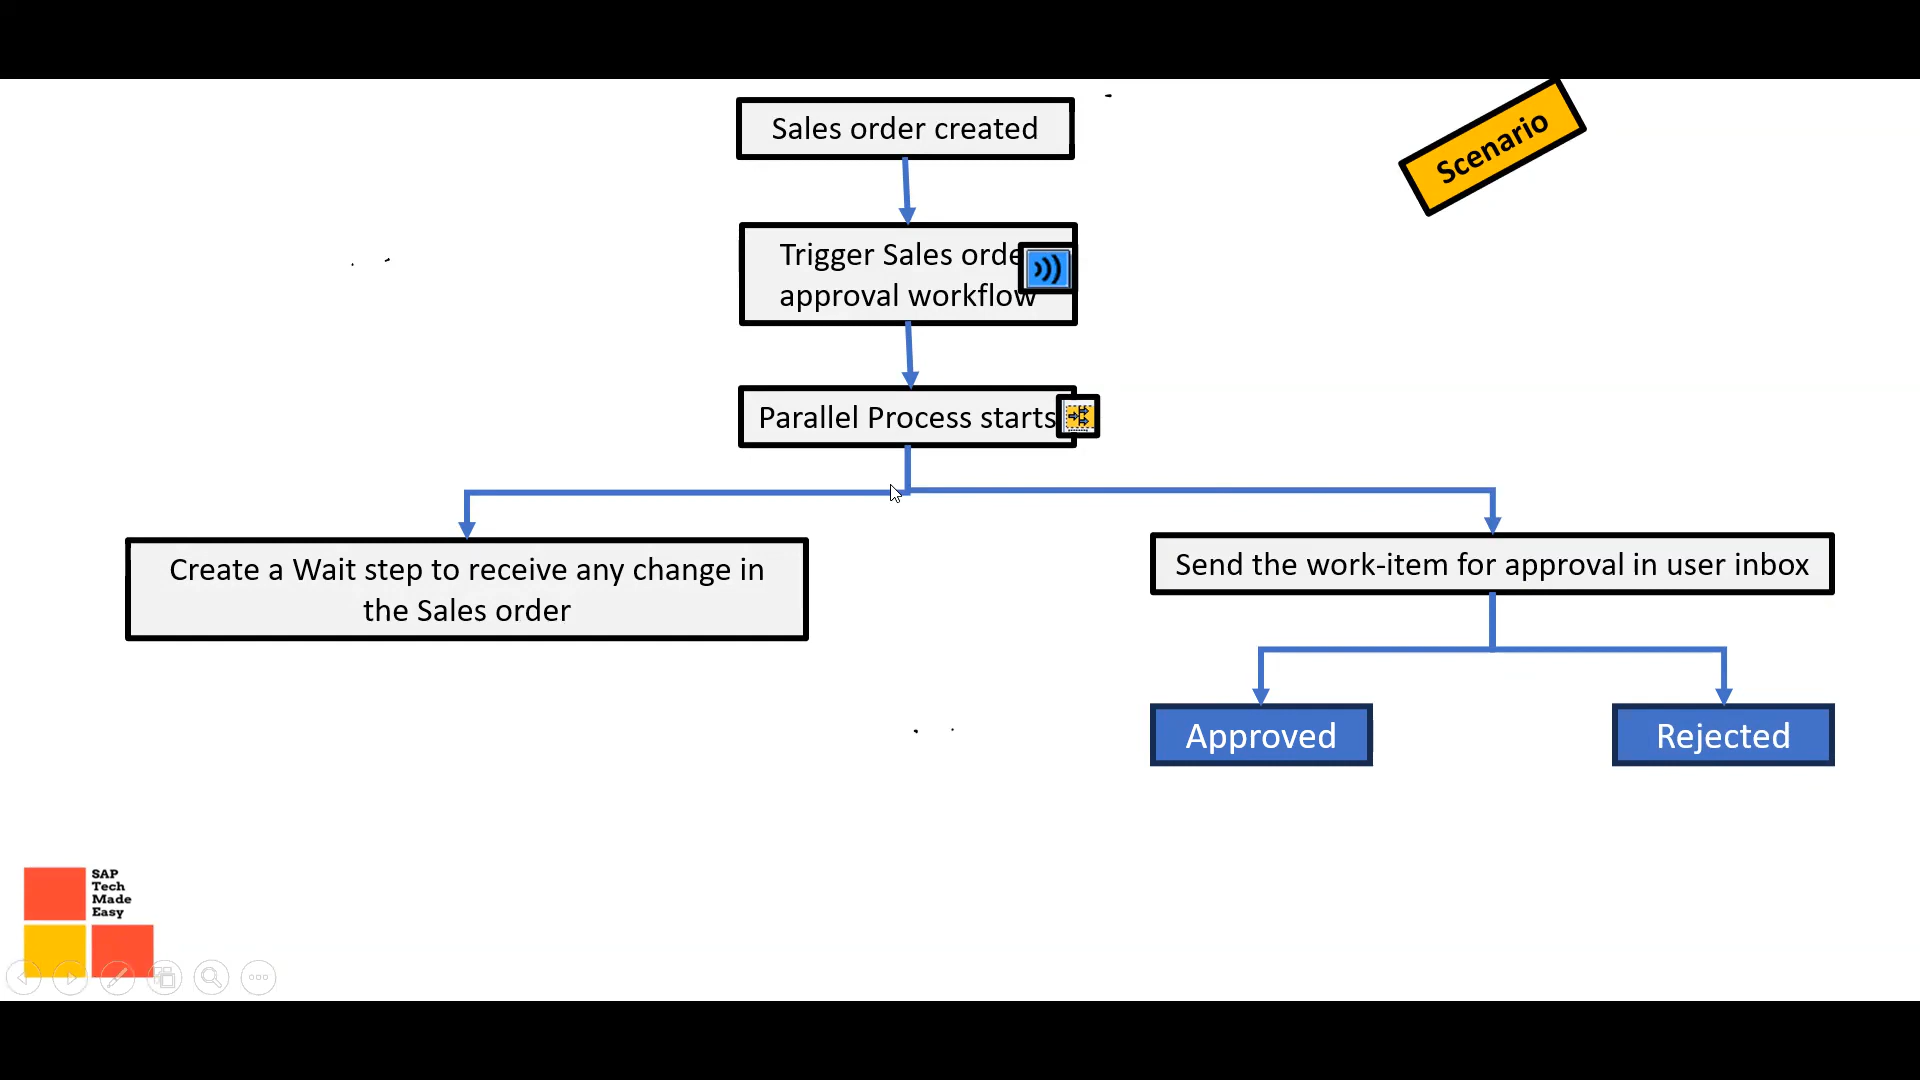 Sales order created
Scenario
Trigger Sales orde
approval workflow
Parallel Process starts
Create a Wait step to receive any change in
the Sales order
Send the work-item for approval in user inbox
Approved
Rejected
SAP
Tech
Made
Easy